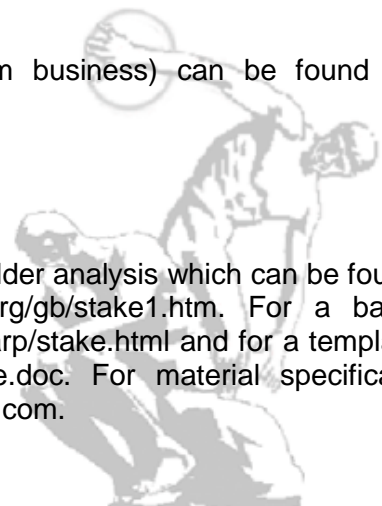 m business) can be found
lder analysis which can be fou
rg/gb/stake1.htm. For a ba
arp/stake.html and for a templa
e.doc. For material specifica
.com.